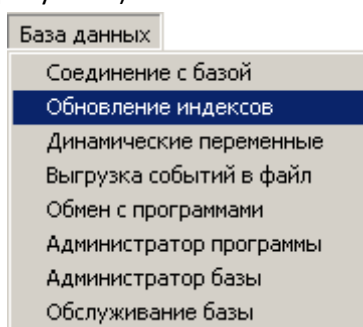 База данных
Соединение с базой
Обновление индексов
Динамические переменные
Выгрузка событий в файл
Обмен с программами
Администратор программы
Администратор базы
Обслуживание базы